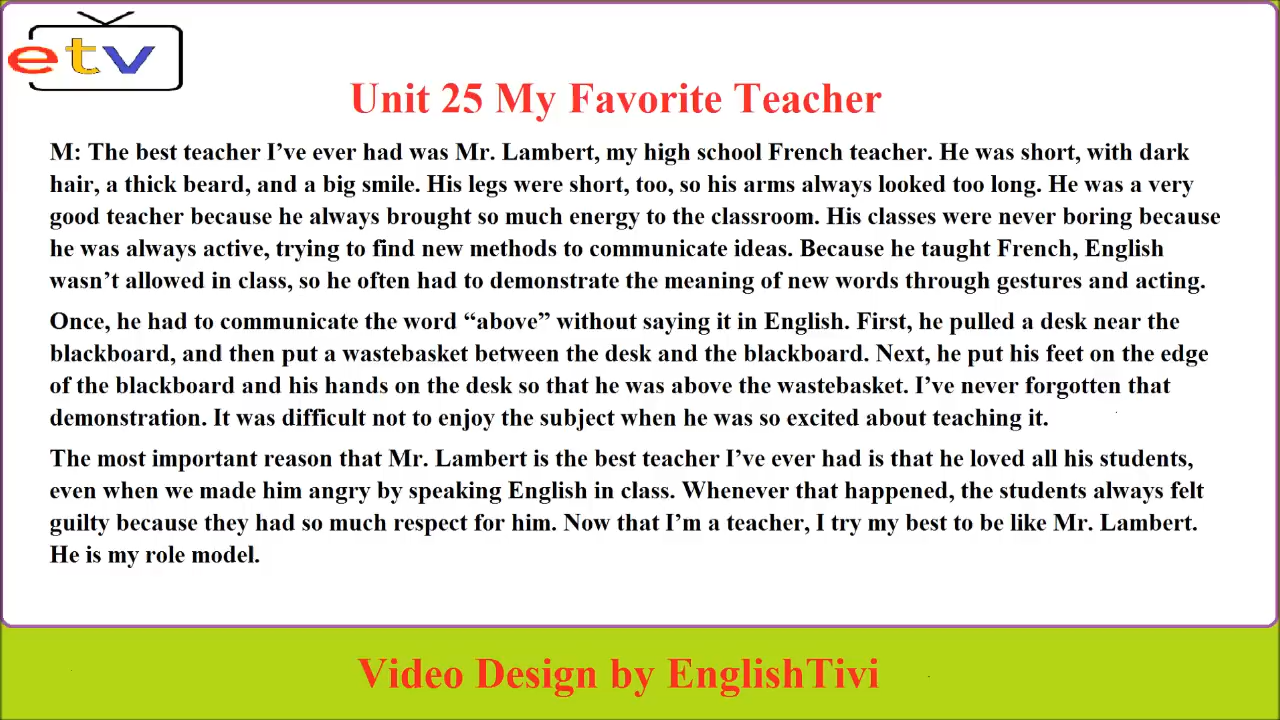 etv
Unit 25 My Favorite Teacher
M: The best teacher I’ve ever had was Mr. Lambert, my high school French teacher. He was short, with dark
hair, a thick beard, and a big smile. His legs were short, too, so his arms always looked too long. He was a very
good teacher because he always brought so much energy to the classroom. His classes were never boring because
he was always active, trying to find new methods to communicate ideas. Because he taught French, English
wasn’t allowed in class, so he often had to demonstrate the meaning of new words through gestures and acting.
Once, he had to communicate the word “above” without saying it in English. First, he pulled a desk near the
blackboard, and then put a wastebasket between the desk and the blackboard. Next, he put his feet on the edge
of the blackboard and his hands on the desk so that he was above the wastebasket. I’ve never forgotten that
demonstration. It was difficult not to enjoy the subject when he was so excited about teaching it.
The most important reason that Mr. Lambert is the best teacher I’ve ever had is that he loved all his students,
even when we made him angry by speaking English in class. Whenever that happened, the students always felt
guilty because they had so much respect for him. Now that I’m a teacher, I try my best to be like Mr. Lambert.
He is my role model.
Video Design by EnglishTivi